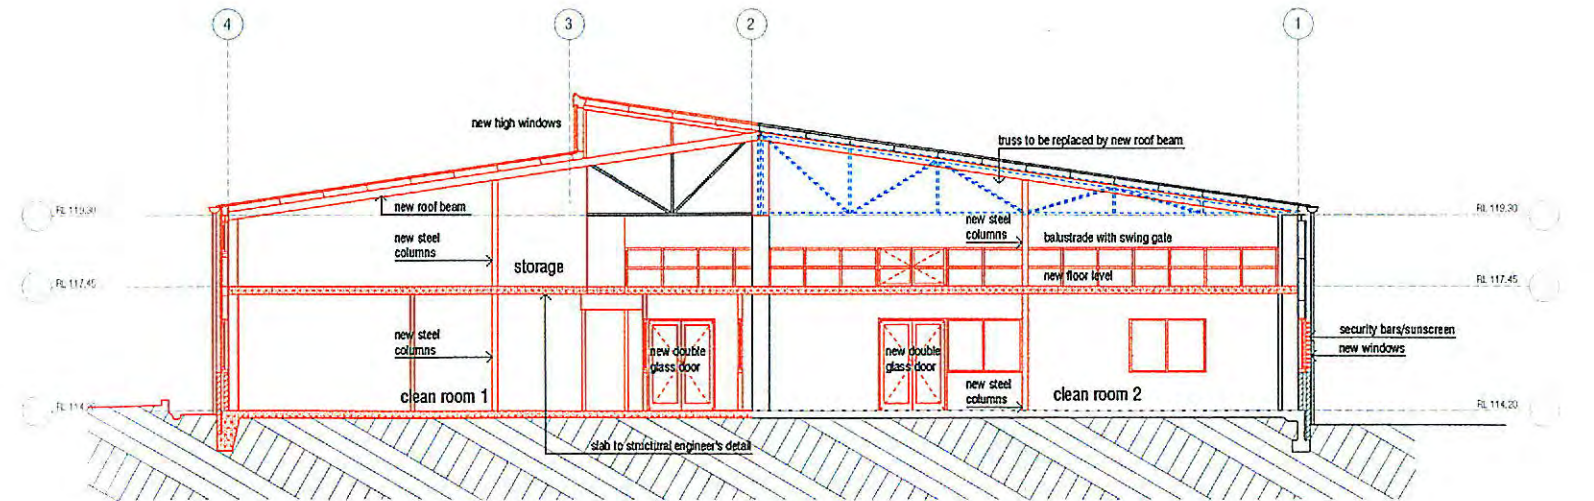 4
3
2
1
new high windows
truss to be replaced by new roof beam
RL 119.30
new roof beam
RL 119.30
new steel
columns
storage
new steel
columns
balustrade with swing gate
RL 117.45
new floor level
RL 117.45
new steel
columns
new double
glass door
new double
glass door
security bars/sunscreen
new windows
clean room 1
new steel
columns
clean room 2
RL 114.20
RL 114.20
slab to structural engineer's detail